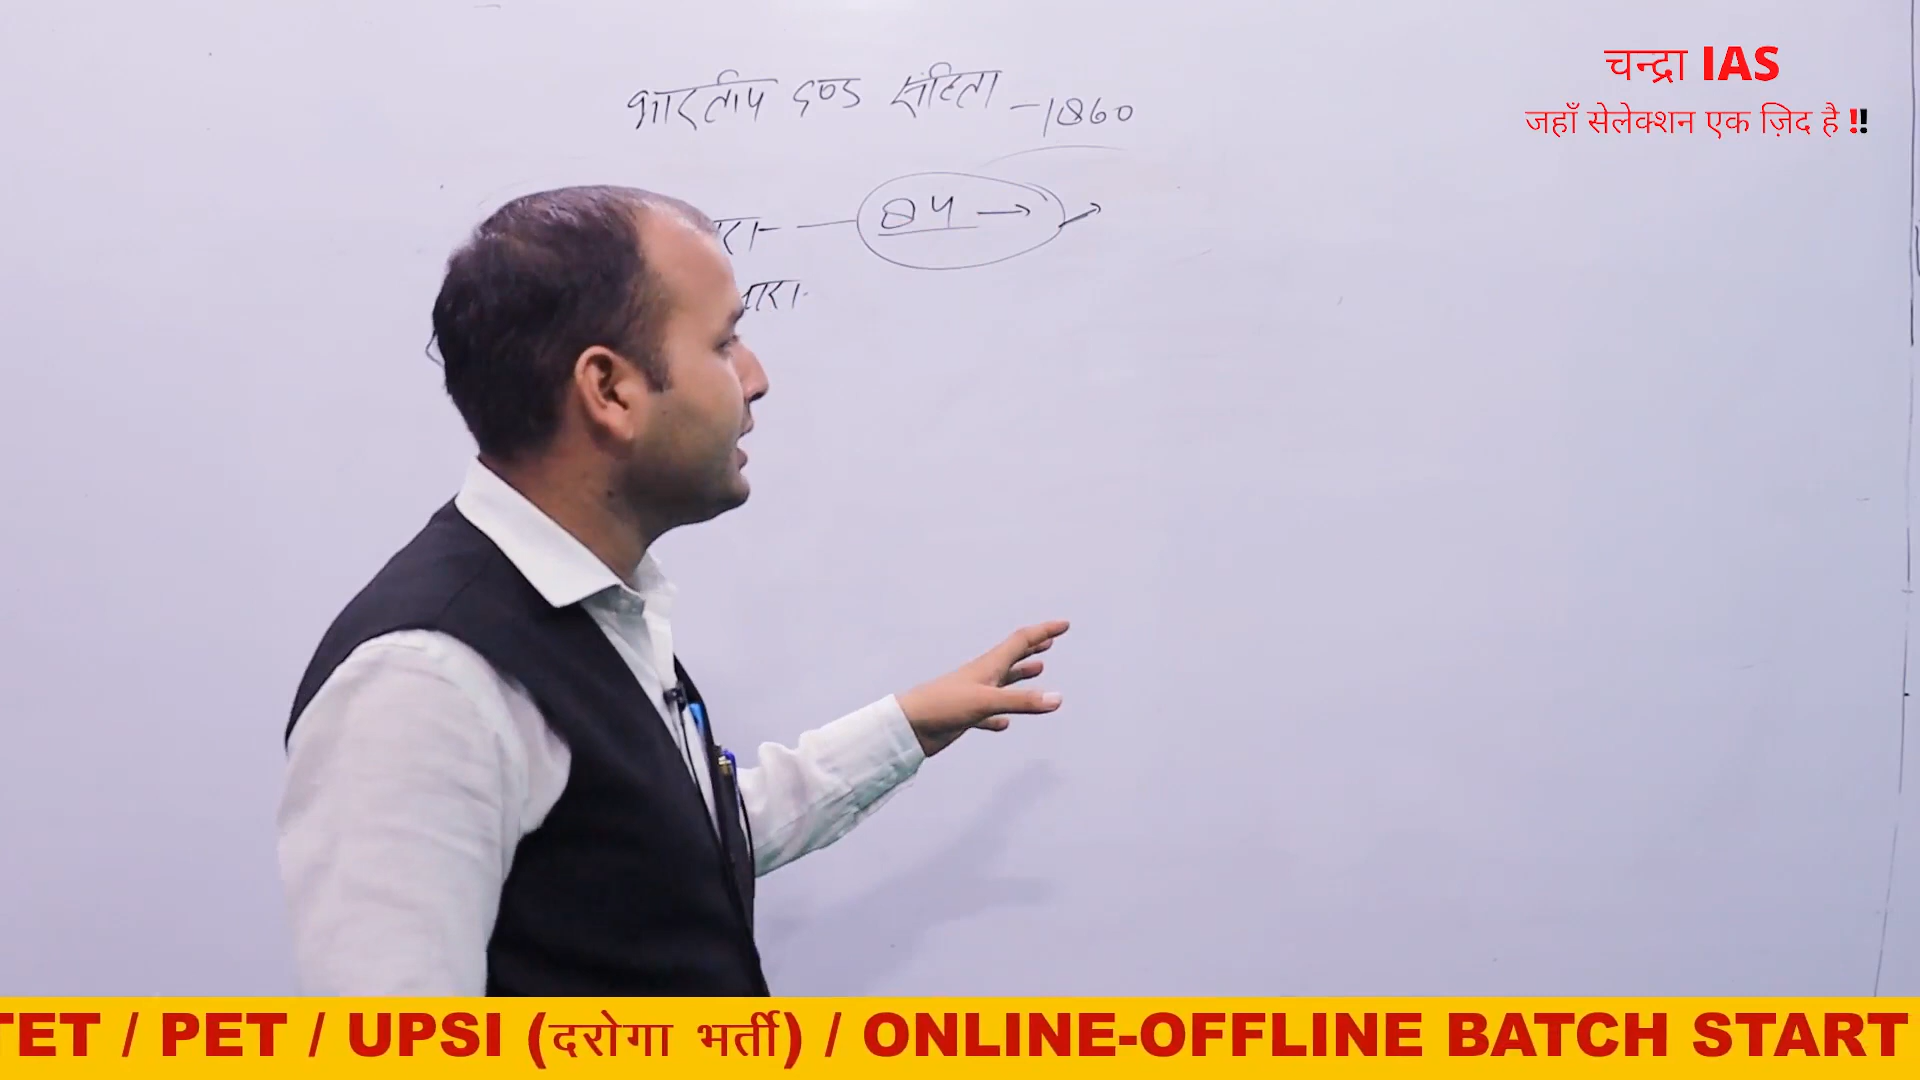 चन्द्रा IAS
जहाँ सेलेक्शन एक ज़िद है !!
भारतीय दण्ड संहिता - 1860
84 →
TET / PET / UPSI (दरोगा भर्ती) / ONLINE-OFFLINE BATCH START